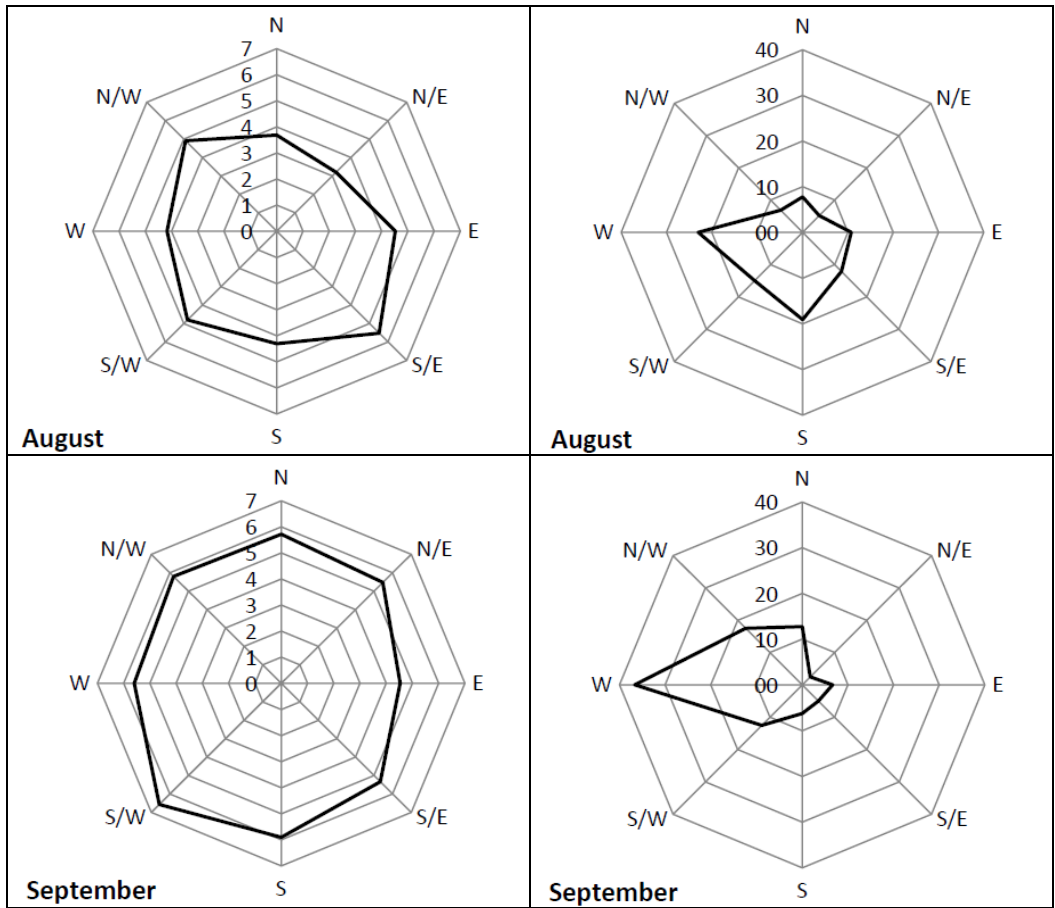 N
7
6
N/W N/E
5
4
3
2
1
W 0 E
S/W S/E
S
August
N
40
N/W 30 N/E
20
10
W 00 E
S/W S/E
S
August
N
7
6
N/W N/E
5
4
3
2
1
W 0 E
S/W S/E
S
September
N
40
N/W 30 N/E
20
10
W 00 E
S/W S/E
S
September